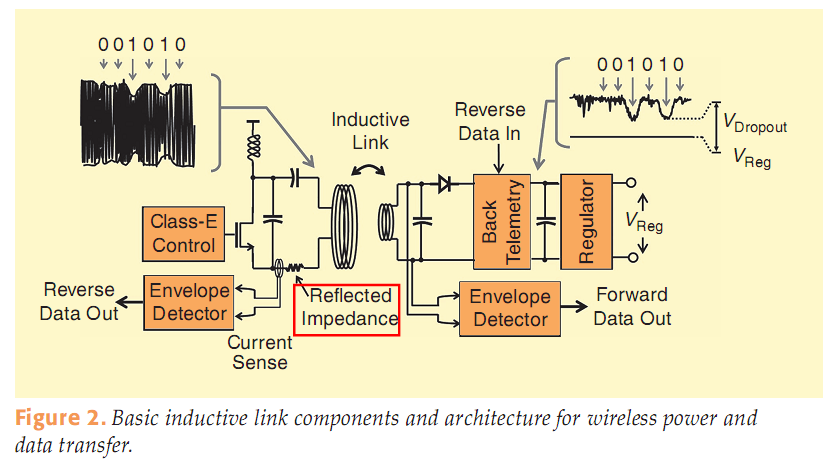 0 0 1 0 1 0
0 0 1 0 1 0
V Dropout
V Reg
Reverse
Data In
Inductive
Link
Class-E
Control
Back
Telemetry
Regulator
V Reg
Reverse
Data Out
Envelope
Detector
Reflected
Impedance
Current
Sense
Envelope
Detector
Forward
Data Out
Figure 2. Basic inductive link components and architecture for wireless power and
data transfer.